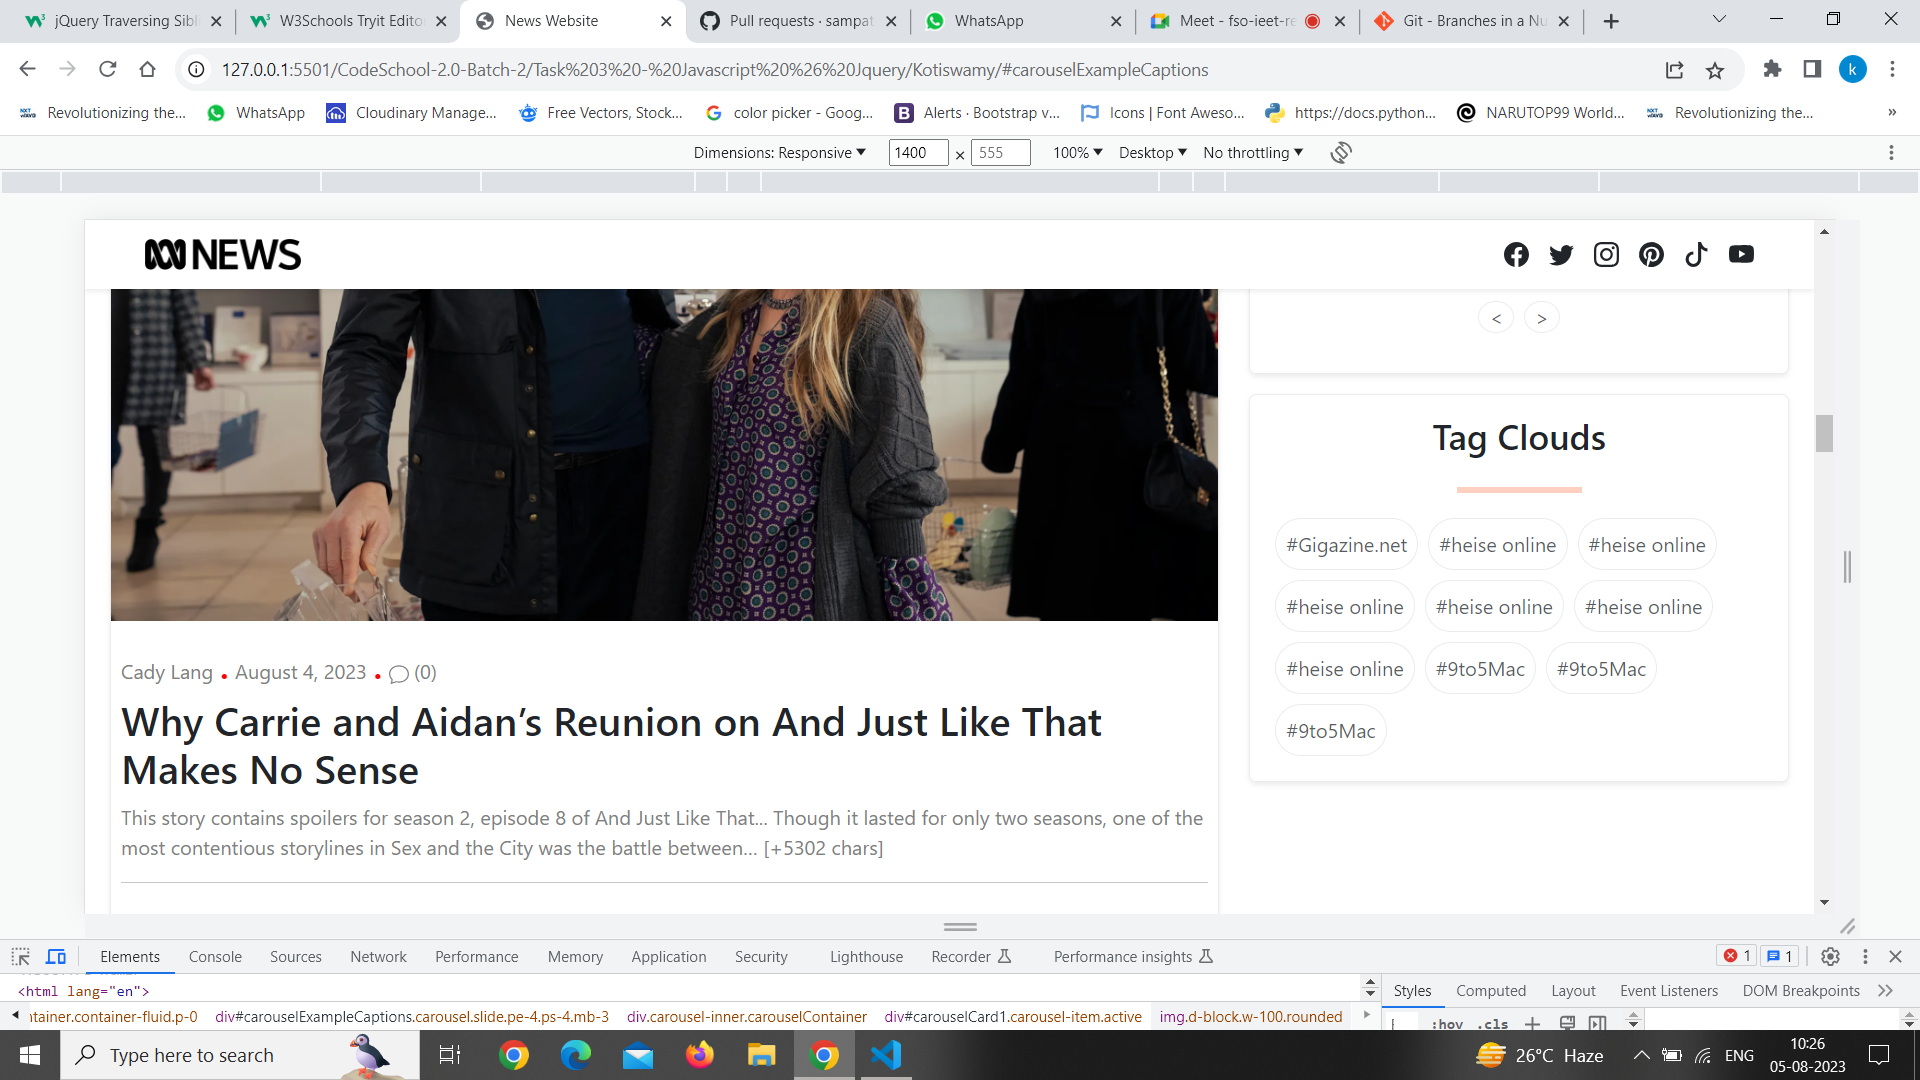 jQuery Traversing Sibli
W3Schools Tryit Editor
News Website
Pull requests · sampat
WhatsApp
Meet - fso-ieet-re
Git - Branches in a Nu
127.0.0.1:5501/CodeSchool-2.0-Batch-2/Task%203%20-%20Javascript%20%26%20Jquery/Kotiswamy/#carouselExampleCaptions
k
Revolutionizing the...
WhatsApp
Cloudinary Manage...
Free Vectors, Stock...
color picker - Goog...
Alerts · Bootstrap v...
Icons | Font Aweso...
https://docs.python...
NARUTOP99 World...
Revolutionizing the...
»
Dimensions: Responsive
1400 × 555
100%
Desktop
No throttling
NEWS
< >
Tag Clouds
#Gigazine.net #heise online #heise online
#heise online #heise online #heise online
#heise online #9to5Mac #9to5Mac
#9to5Mac
Cady Lang • August 4, 2023 • (0)
Why Carrie and Aidan’s Reunion on And Just Like That
Makes No Sense
This story contains spoilers for season 2, episode 8 of And Just Like That... Though it lasted for only two seasons, one of the
most contentious storylines in Sex and the City was the battle between… [+5302 chars]
Elements Console Sources Network Performance Memory Application Security Lighthouse Recorder Performance insights 1 1
<html lang="en">
Styles Computed Layout Event Listeners DOM Breakpoints
ntainer.container-fluid.p-0 div#carouselExampleCaptions.carousel.slide.pe-4.ps-4.mb-3 div.carousel-inner.carouselContainer div#carouselCard1.carousel-item.active img.d-block.w-100.rounded
:hov .cls
Type here to search
26°C Haze
ENG
10:26
05-08-2023